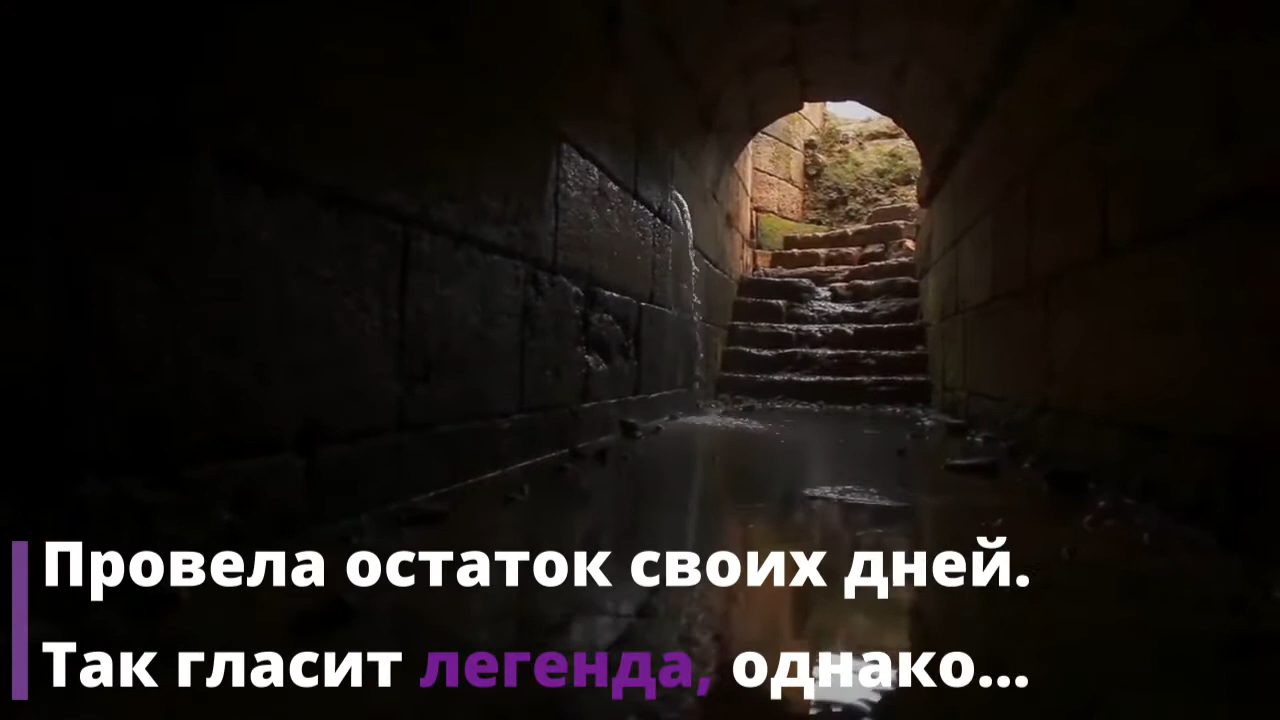 Провела остаток своих дней.
Так гласит легенда, однако...